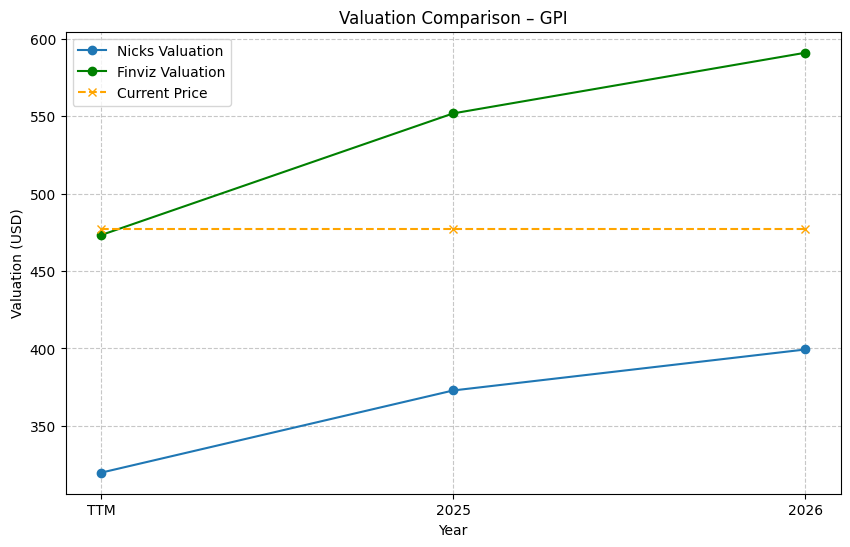 Valuation Comparison – GPI
Nicks Valuation
Finviz Valuation
Current Price
600
550
500
450
400
350
Valuation (USD)
TTM
2025
2026
Year